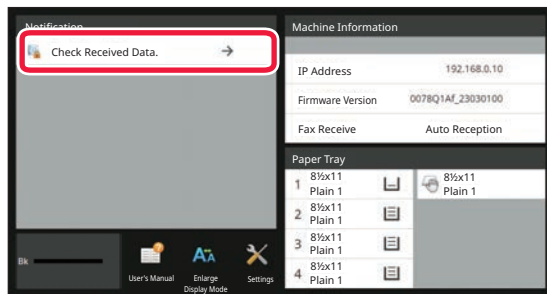 Notification
Check Received Data.
Machine Information
IP Address 192.168.0.10
Firmware Version 0078Q1Af_23030100
Fax Receive Auto Reception
Paper Tray
1 8½x11
Plain 1
2 8½x11
Plain 1
3 8½x11
Plain 1
4 8½x11
Plain 1
8½x11
Plain 1
Bk
User's Manual
Enlarge
Display Mode
Settings